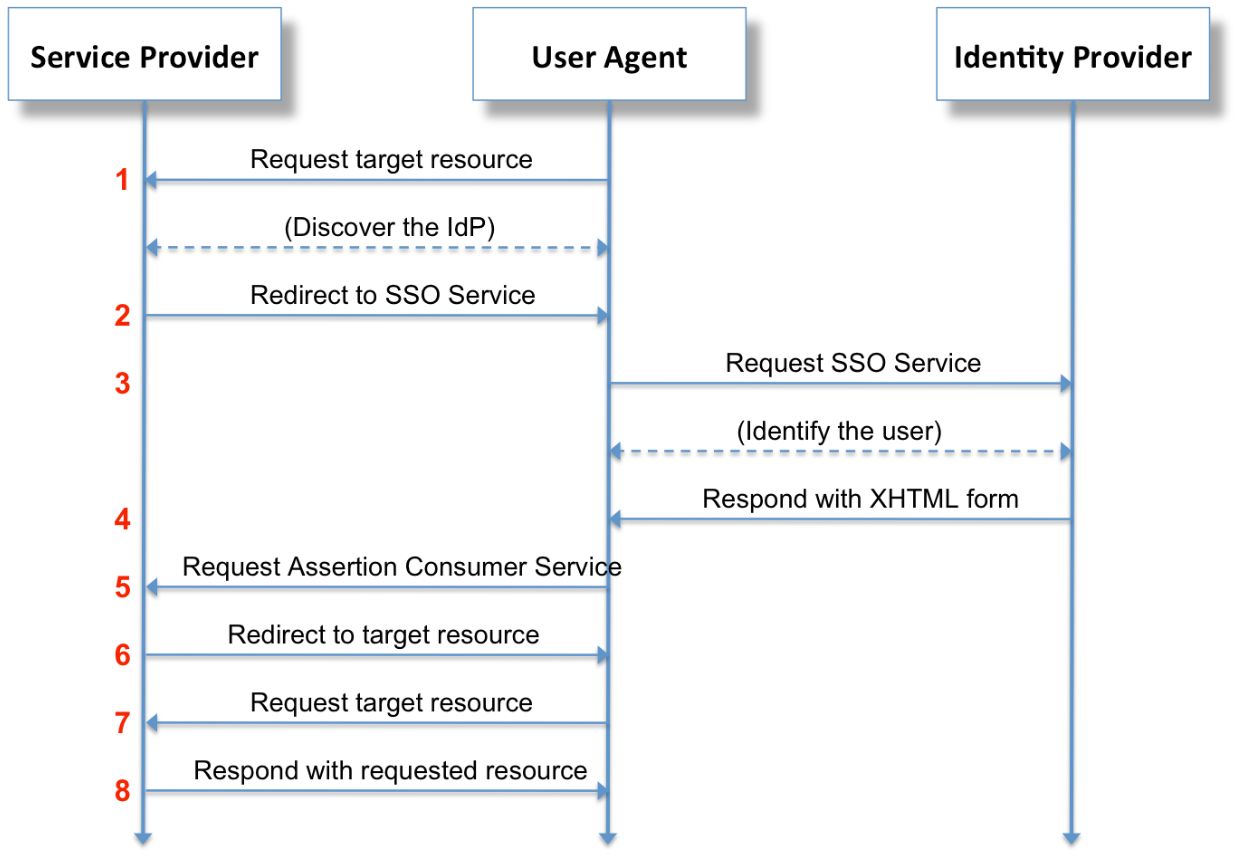 Service Provider
User Agent
Identity Provider
Request target resource
1
(Discover the IdP)
Redirect to SSO Service
2
Request SSO Service
3
(Identify the user)
Respond with XHTML form
4
Request Assertion Consumer Service
5
Redirect to target resource
6
Request target resource
7
Respond with requested resource
8